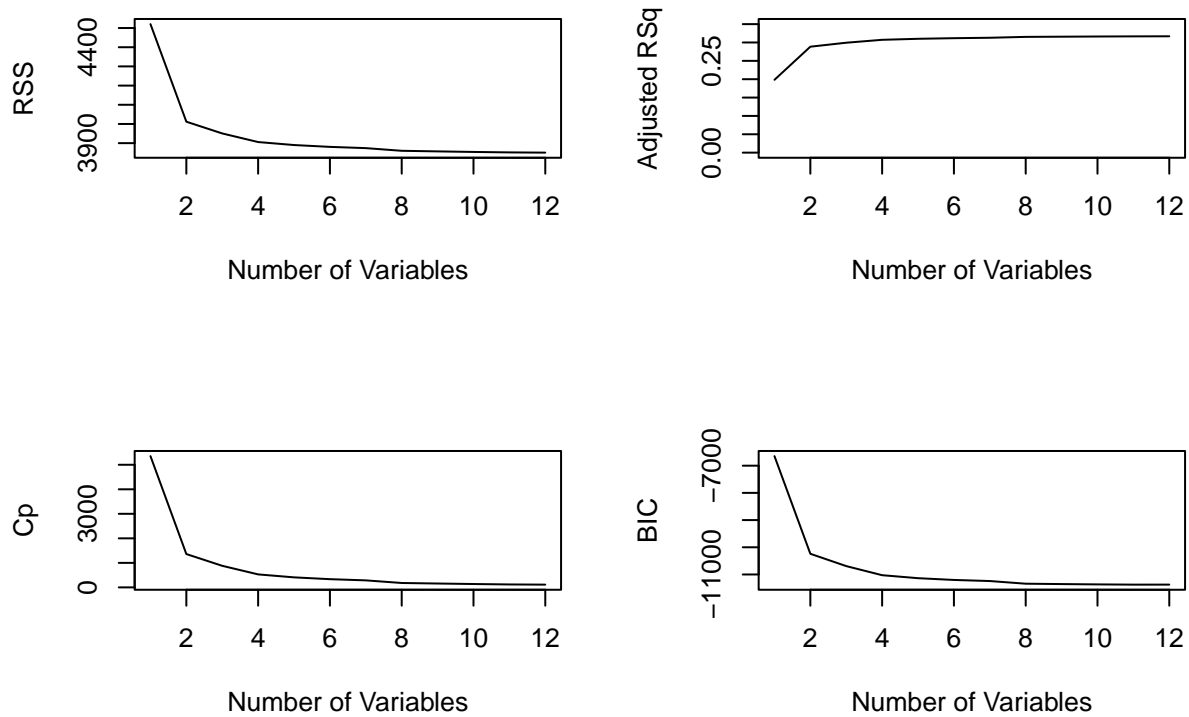 RSS
4400
3900
2 4 6 8 10 12
Number of Variables
Adjusted RSq
0.25
0.00
2 4 6 8 10 12
Number of Variables
Cp
3000
0
2 4 6 8 10 12
Number of Variables
BIC
−7000
−11000
2 4 6 8 10 12
Number of Variables